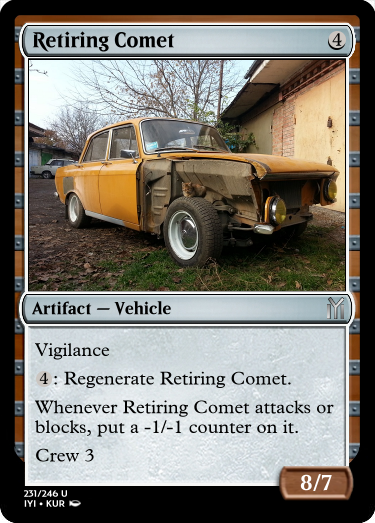 Retiring Comet 4
Artifact — Vehicle
Vigilance
4: Regenerate Retiring Comet.
Whenever Retiring Comet attacks or
blocks, put a -1/-1 counter on it.
Crew 3
8/7
231/246 U
IYI • KUR